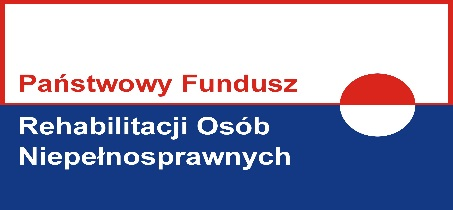 Państwowy Fundusz
Rehabilitacji Osób
Niepełnosprawnych